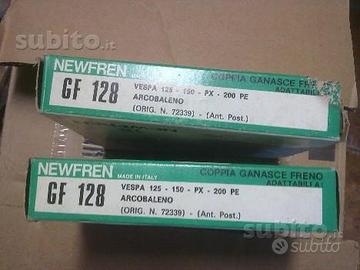 subito.it
NEWFREN
COPPIA GANASCE FRENO
ADATTABILI A:
GF 128
VESPA 125 - 150 - PX - 200 PE
ARCOBALENO
(ORIG. N. 72339) - (Ant. Post.)
NEWFREN
MADE IN ITALY
COPPIA GANASCE FRENO
ADATTABILI A:
GF 128
VESPA 125 - 150 - PX - 200 PE
ARCOBALENO
(ORIG. N. 72339) - (Ant. Post.)
subito.it